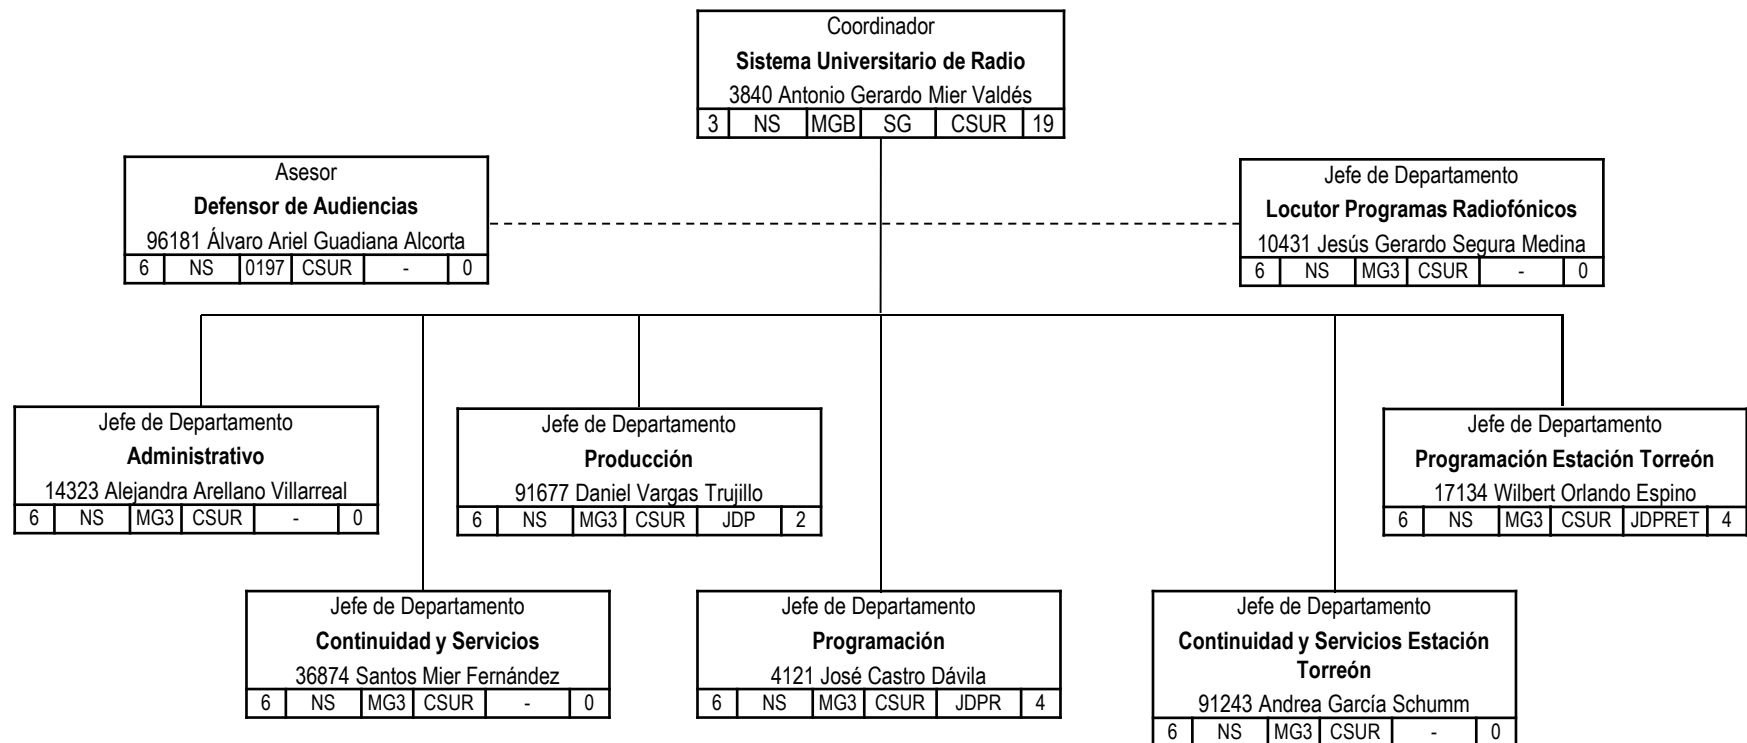 Coordinador
Sistema Universitario de Radio
3840 Antonio Gerardo Mier Valdés
3 NS MGB SG CSUR 19
Asesor
Defensor de Audiencias
96181 Álvaro Ariel Guadiana Alcorta
6 NS 0197 CSUR - 0
Jefe de Departamento
Locutor Programas Radiofónicos
10431 Jesús Gerardo Segura Medina
6 NS MG3 CSUR - 0
Jefe de Departamento
Administrativo
14323 Alejandra Arellano Villarreal
6 NS MG3 CSUR - 0
Jefe de Departamento
Producción
91677 Daniel Vargas Trujillo
6 NS MG3 CSUR JDP 2
Jefe de Departamento
Programación Estación Torreón
17134 Wilbert Orlando Espino
6 NS MG3 CSUR JDPRET 4
Jefe de Departamento
Continuidad y Servicios
36874 Santos Mier Fernández
6 NS MG3 CSUR - 0
Jefe de Departamento
Programación
4121 José Castro Dávila
6 NS MG3 CSUR JDPR 4
Jefe de Departamento
Continuidad y Servicios Estación
Torreón
91243 Andrea García Schumm
6 NS MG3 CSUR - 0